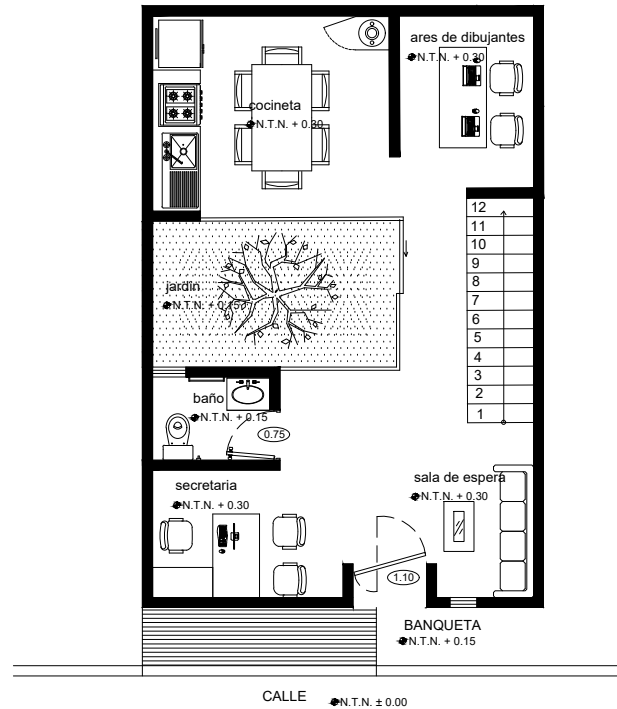 ares de dibujantes
N.T.N. + 0.30
cocineta
N.T.N. + 0.30
12
11
10
9
8
7
6
5
4
3
2
1
jardin
N.T.N. + 0.15
baño
N.T.N. + 0.15
0.75
secretaria
N.T.N. + 0.30
sala de espera
N.T.N. + 0.30
1.10
BANQUETA
N.T.N. + 0.15
CALLE
N.T.N. ± 0.00